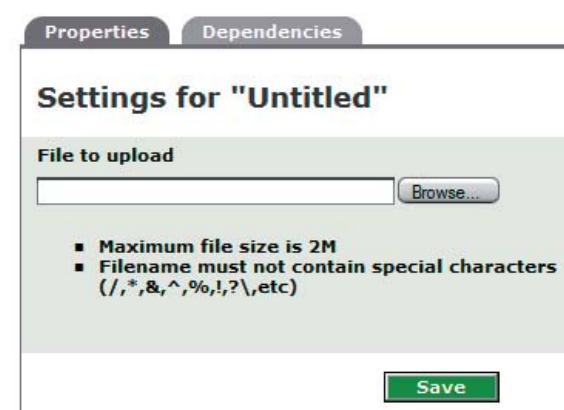 Properties Dependencies
Settings for "Untitled"
File to upload
Browse...
Maximum file size is 2M
Filename must not contain special characters
(/,*,&,^,%,!,?\,etc)
Save